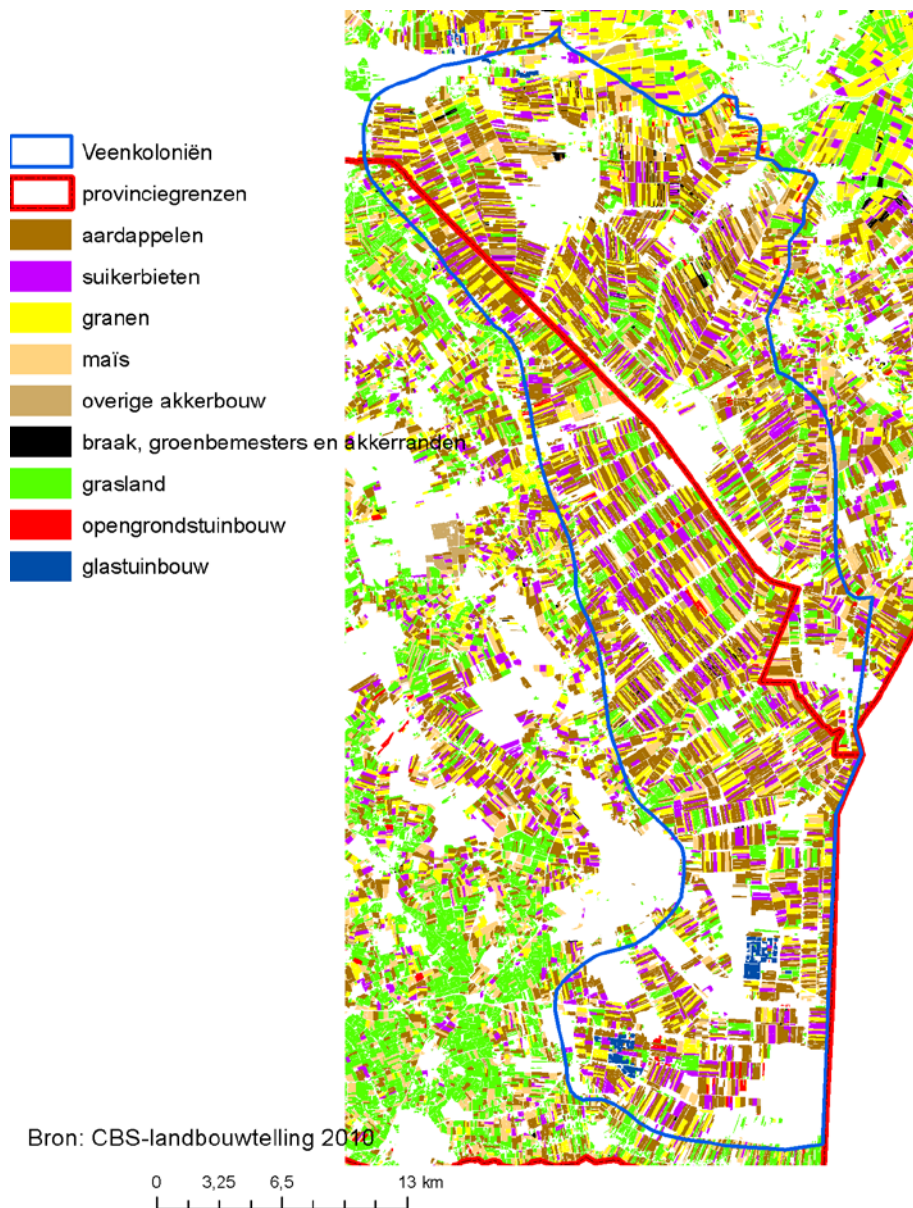 Veenkoloniën
provinciegrenzen
aardappelen
suikerbieten
granen
maïs
overige akkerbouw
braak, groenbemesters en akkerranden
grasland
opengrondstuinbouw
glastuinbouw
Bron: CBS-landbouwtelling 2010
0 3,25 6,5 13 km